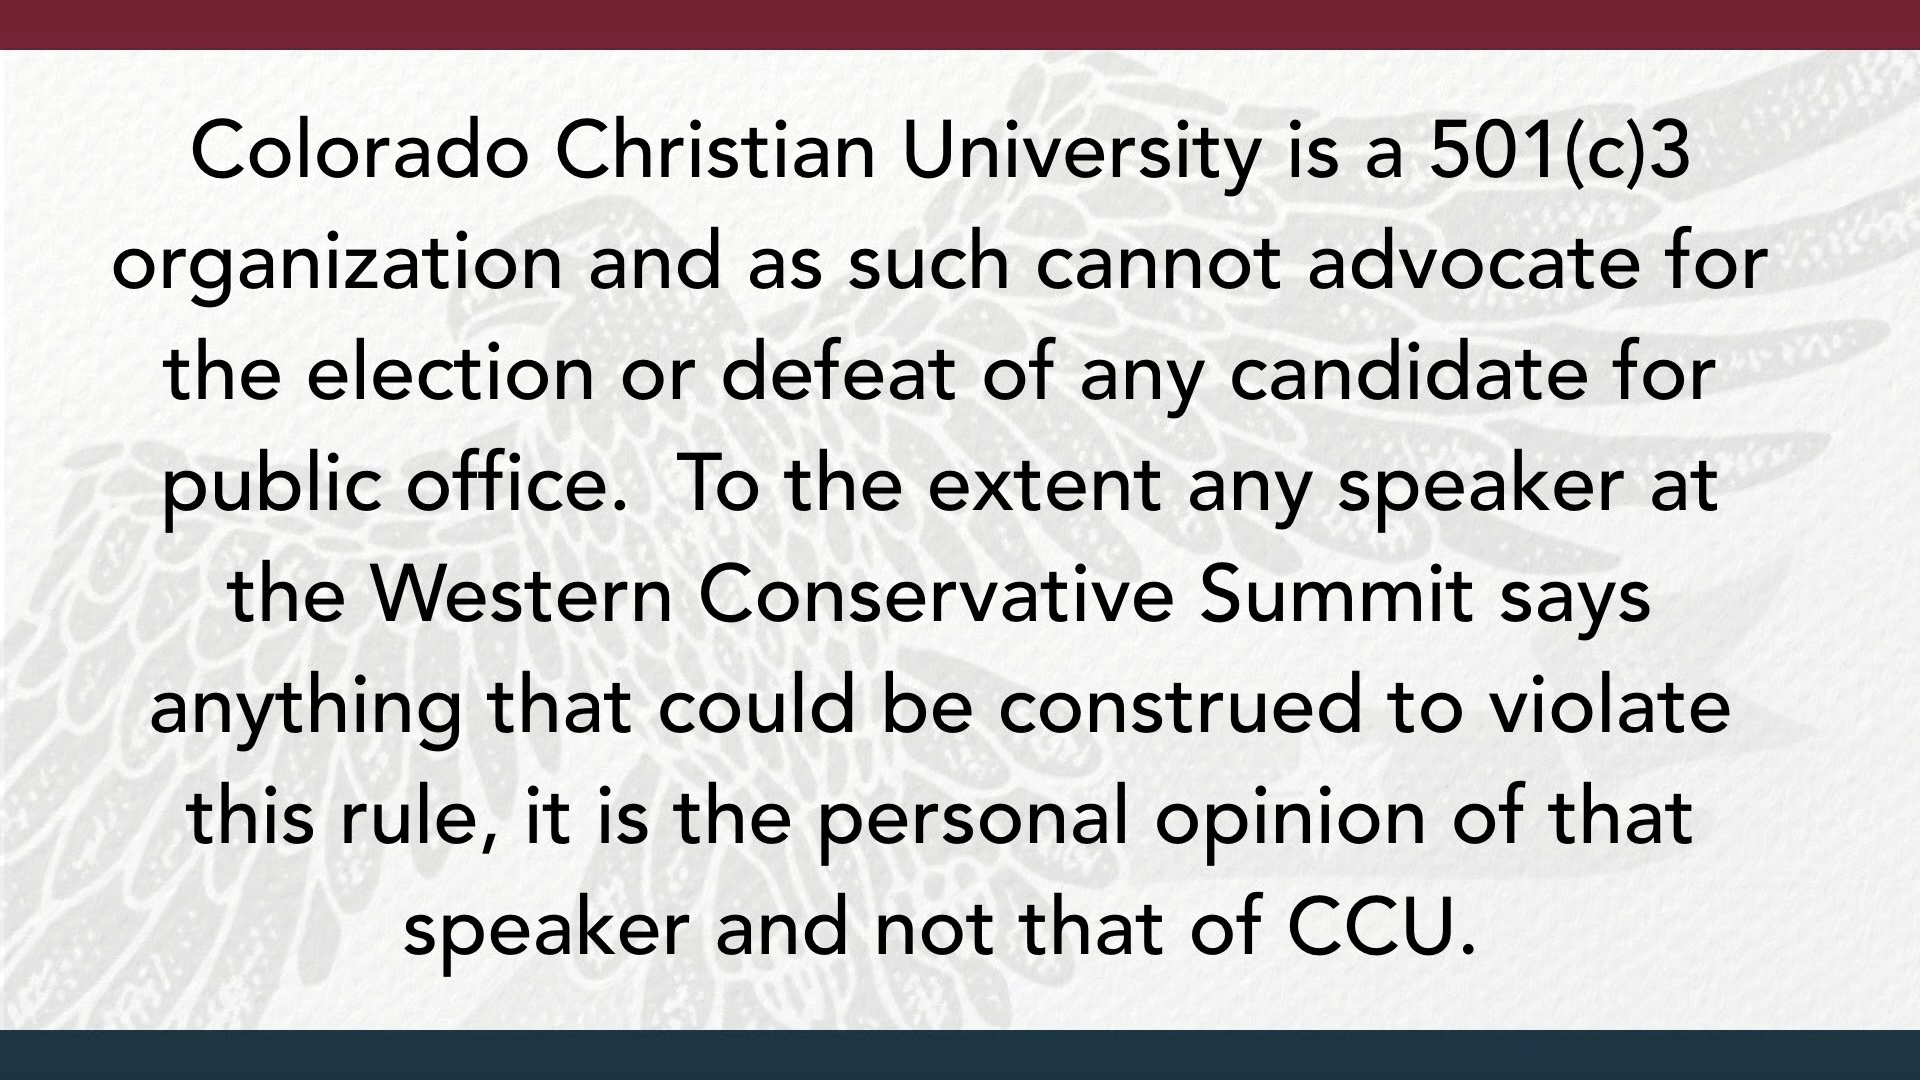 Colorado Christian University is a 501(c)3
organization and as such cannot advocate for
the election or defeat of any candidate for
public office.  To the extent any speaker at
the Western Conservative Summit says
anything that could be construed to violate
this rule, it is the personal opinion of that
speaker and not that of CCU.